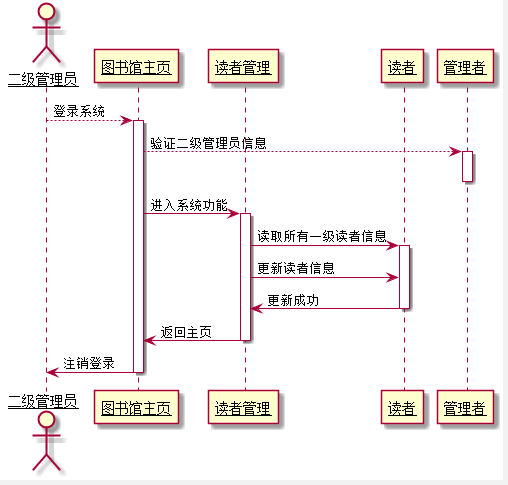 二级管理员
图书馆主页
读者管理
读者
管理者
登录系统
验证二级管理员信息
进入系统功能
读取所有一级读者信息
更新读者信息
更新成功
返回主页
注销登录
二级管理员
图书馆主页
读者管理
读者
管理者